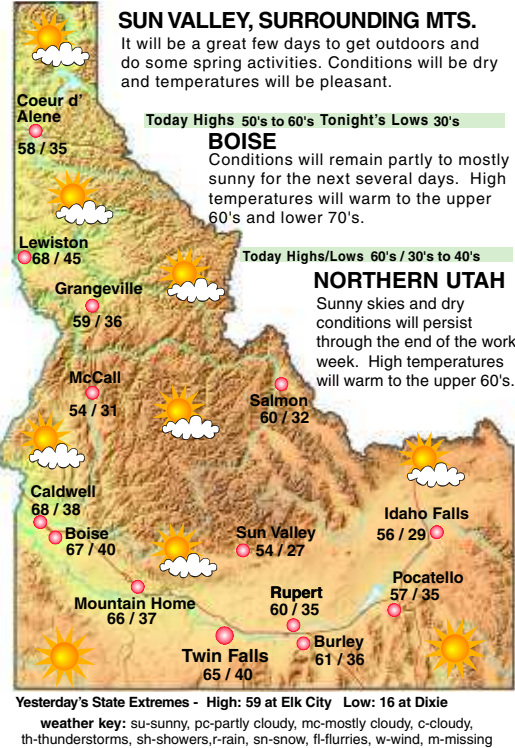 SUN VALLEY, SURROUNDING MTS.
It will be a great few days to get outdoors and
do some spring activities. Conditions will be dry
and temperatures will be pleasant.
Today Highs 50's to 60's Tonight's Lows 30's
BOISE
Conditions will remain partly to mostly
sunny for the next several days. High
temperatures will warm to the upper
60's and lower 70's.
Today Highs/Lows 60's / 30's to 40's
NORTHERN UTAH
Sunny skies and dry
conditions will persist
through the end of the work
week. High temperatures
will warm to the upper 60's.
Coeur d'
Alene
58 / 35
Lewiston
68 / 45
Grangeville
59 / 36
McCall
54 / 31
Salmon
60 / 32
Caldwell
68 / 38
Boise
67 / 40
Sun Valley
54 / 27
Idaho Falls
56 / 29
Pocatello
57 / 35
Mountain Home
66 / 37
Rupert
60 / 35
Burley
61 / 36
Twin Falls
65 / 40
Yesterday's State Extremes - High: 59 at Elk City Low: 16 at Dixie
weather key: su-sunny, pc-partly cloudy, mc-mostly cloudy, c-cloudy,
th-thunderstorms, sh-showers,r-rain, sn-snow, fl-flurries, w-wind, m-missing